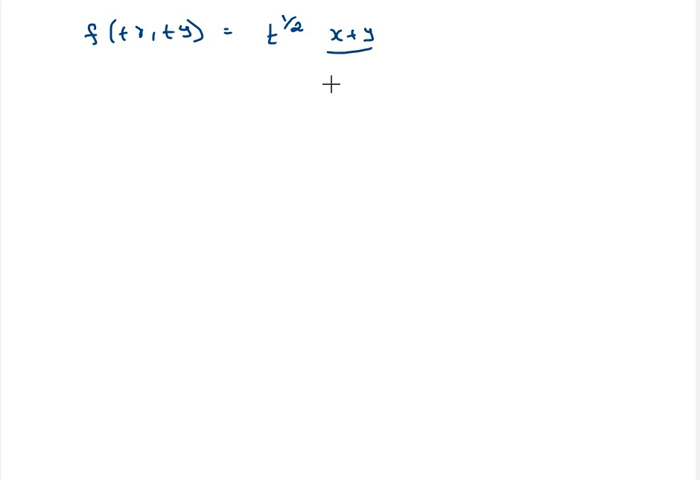 f(tx,ty) = t^{1/2} x+y